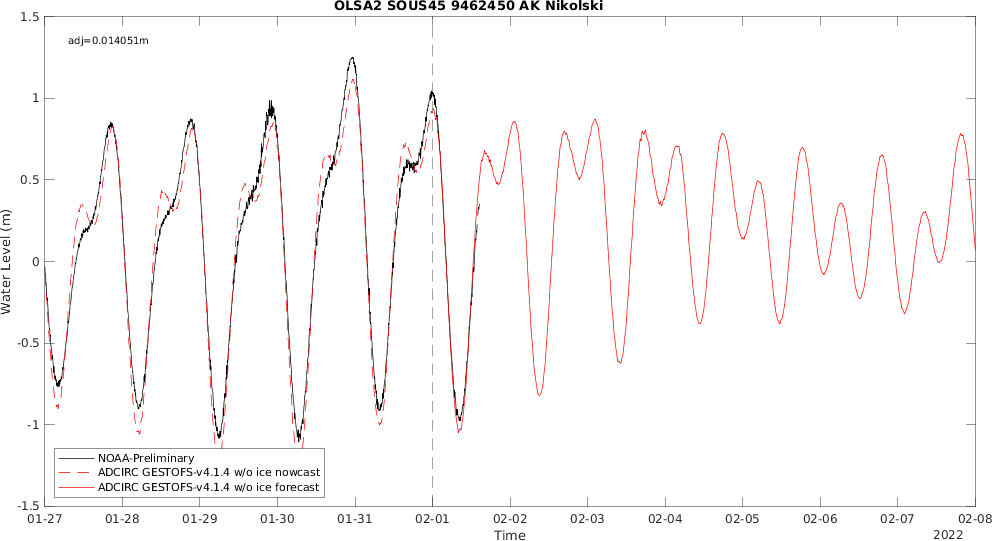 OLSA2 SOUS45 9462450 AK Nikolski
adj=0.014051m
1.5
1
0.5
0
-0.5
-1
-1.5
Water Level (m)
NOAA-Preliminary
ADCIRC GESTOFS-v4.1.4 w/o ice nowcast
ADCIRC GESTOFS-v4.1.4 w/o ice forecast
01-27 01-28 01-29 01-30 01-31 02-01 02-02 02-03 02-04 02-05 02-06 02-07 02-08
Time
2022